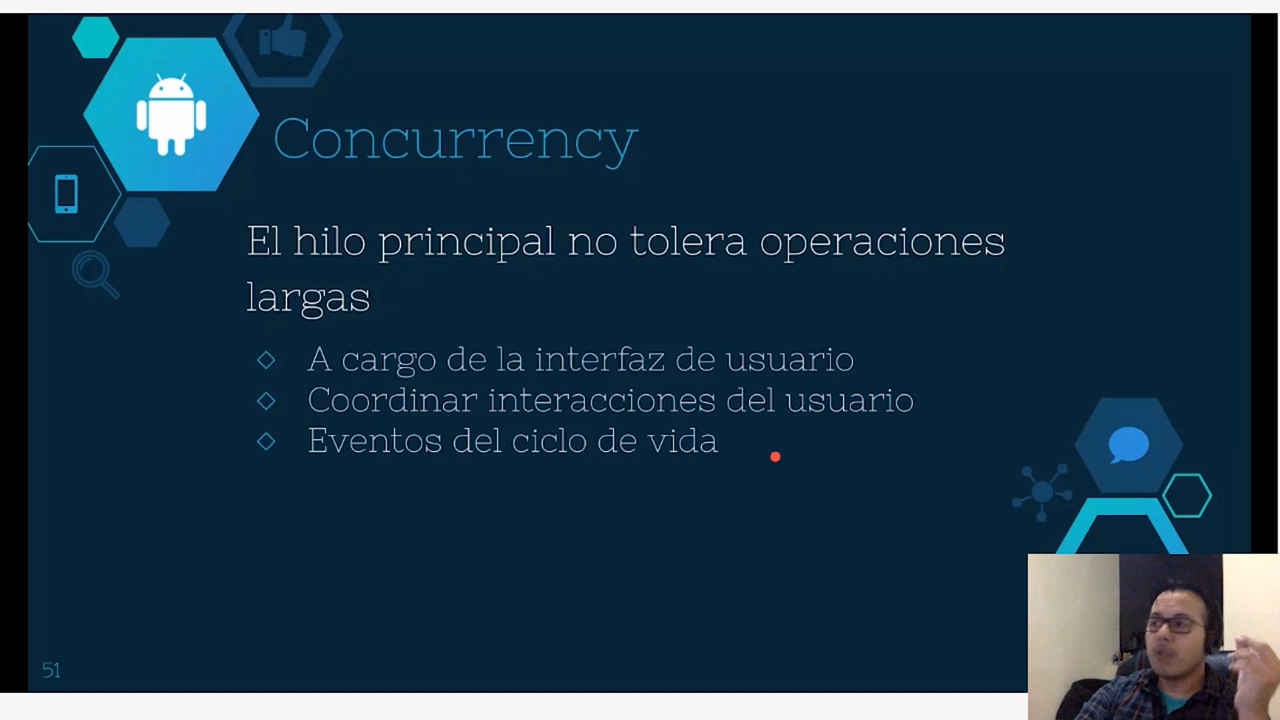 Concurrency
El hilo principal no tolera operaciones
largas
A cargo de la interfaz de usuario
Coordinar interacciones del usuario
Eventos del ciclo de vida
51